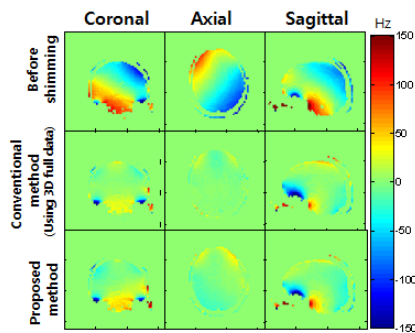 Coronal Axial Sagittal
Hz
Before
shimming
Conventional
method
(Using 3D full data)
Proposed
method
150
100
50
0
-50
-100
-150